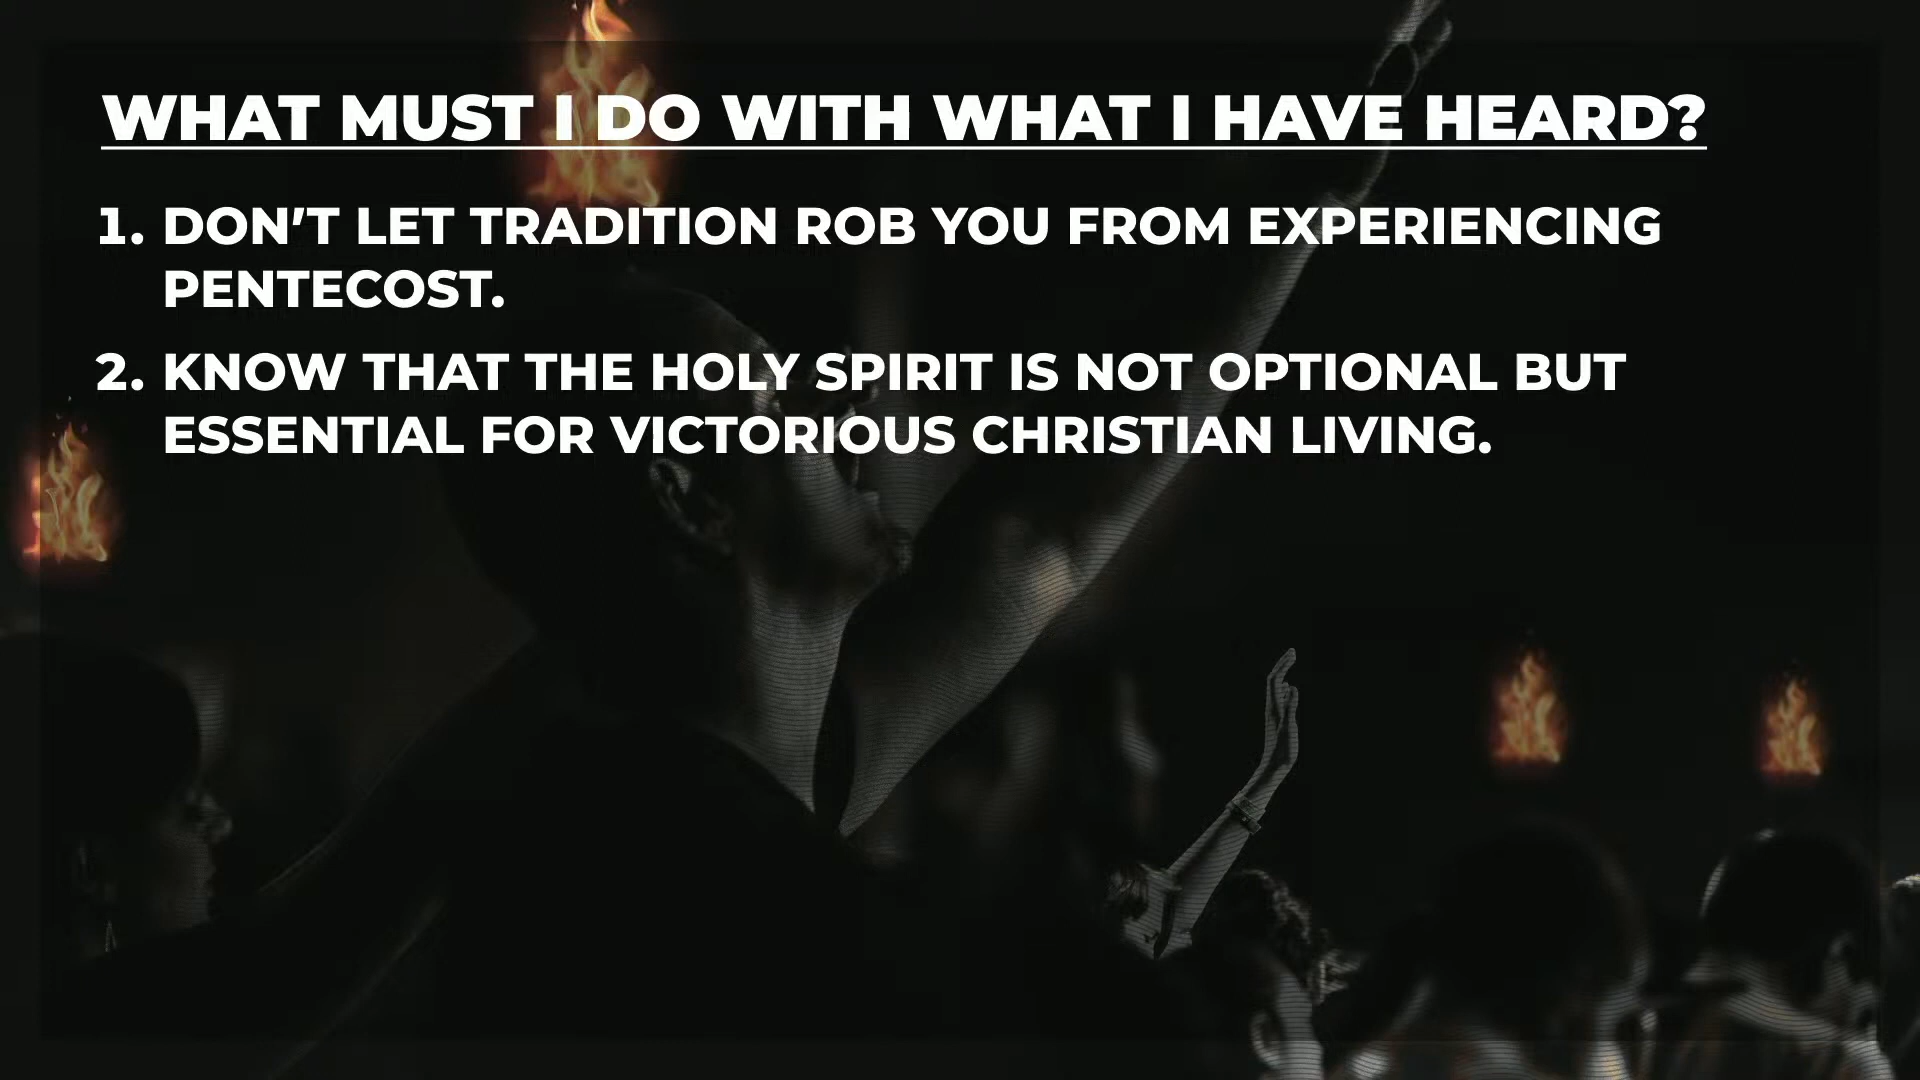 WHAT MUST I DO WITH WHAT I HAVE HEARD?
1. DON'T LET TRADITION ROB YOU FROM EXPERIENCING
PENTECOST.
2. KNOW THAT THE HOLY SPIRIT IS NOT OPTIONAL BUT
ESSENTIAL FOR VICTORIOUS CHRISTIAN LIVING.